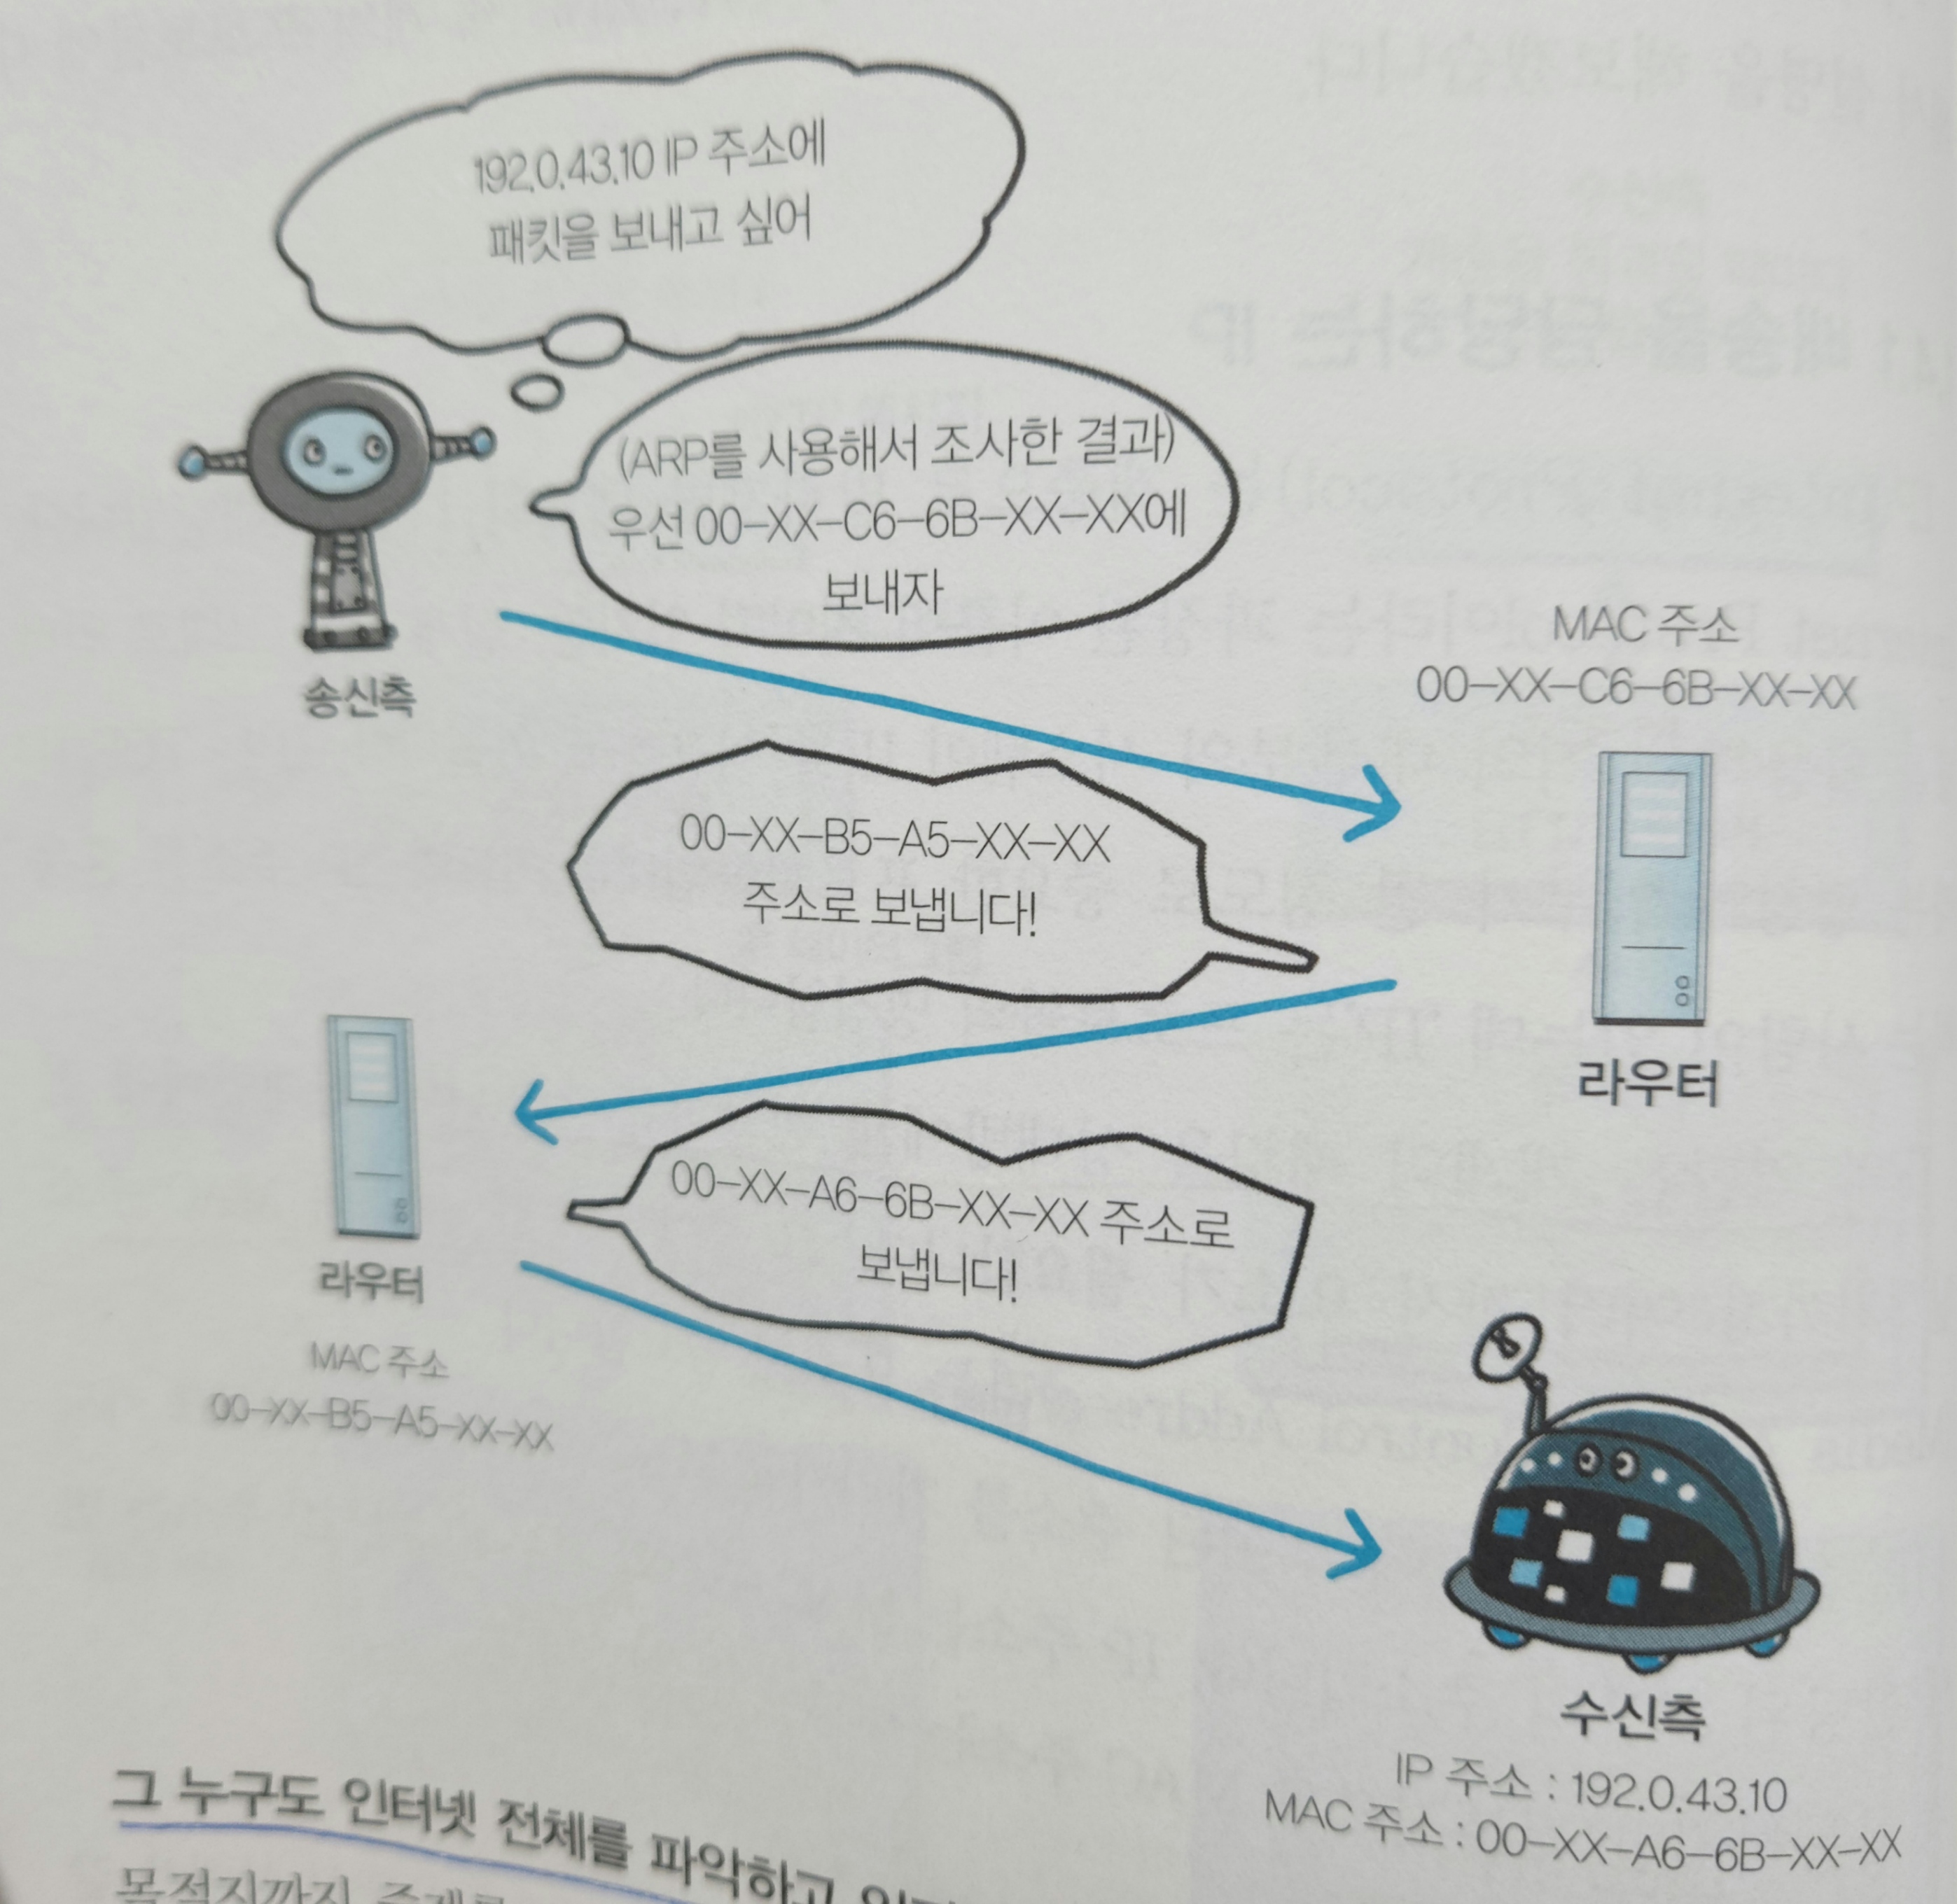 192.0.43.10 IP 주소에
패킷을 보내고 싶어
(ARP를 사용해서 조사한 결과)
우선 00-XX-C6-6B-XX-XX에
보내자
송신측
MAC 주소
00-XX-C6-6B-XX-XX
라우터
00-XX-B5-A5-XX-XX
주소로 보냅니다!
라우터
MAC 주소
00-XX-B5-A5-XX-XX
00-XX-A6-6B-XX-XX 주소로
보냅니다!
수신측
IP 주소 : 192.0.43.10
MAC 주소 : 00-XX-A6-6B-XX-XX
그 누구도 인터넷 전체를 파악하고
목적지까지